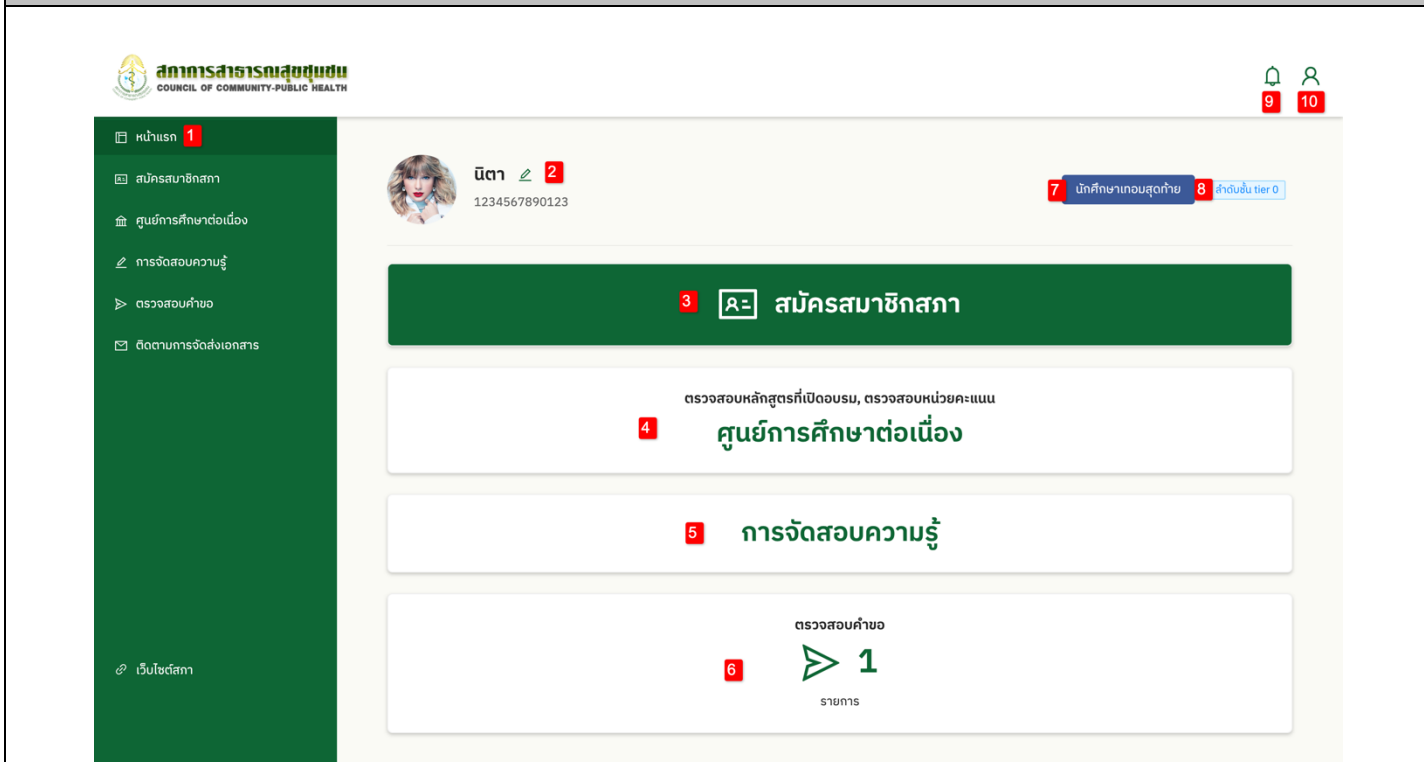 สภาการสาธารณสุขชุมชน
COUNCIL OF COMMUNITY-PUBLIC HEALTH
9 10
หน้าแรก 1
สมัครสมาชิกสภา
ศูนย์การศึกษาต่อเนื่อง
การจัดสอบความรู้
ตรวจสอบคำขอ
ติดตามการจัดส่งเอกสาร
เว็บไซต์สภา
นิตา 2
1234567890123
7 นักศึกษาเทอมสุดท้าย 8 ลำดับชั้น tier 0
3 สมัครสมาชิกสภา
ตรวจสอบหลักสูตรที่เปิดอบรม, ตรวจสอบหน่วยคะแนน
4 ศูนย์การศึกษาต่อเนื่อง
5 การจัดสอบความรู้
ตรวจสอบคำขอ
6 1
รายการ